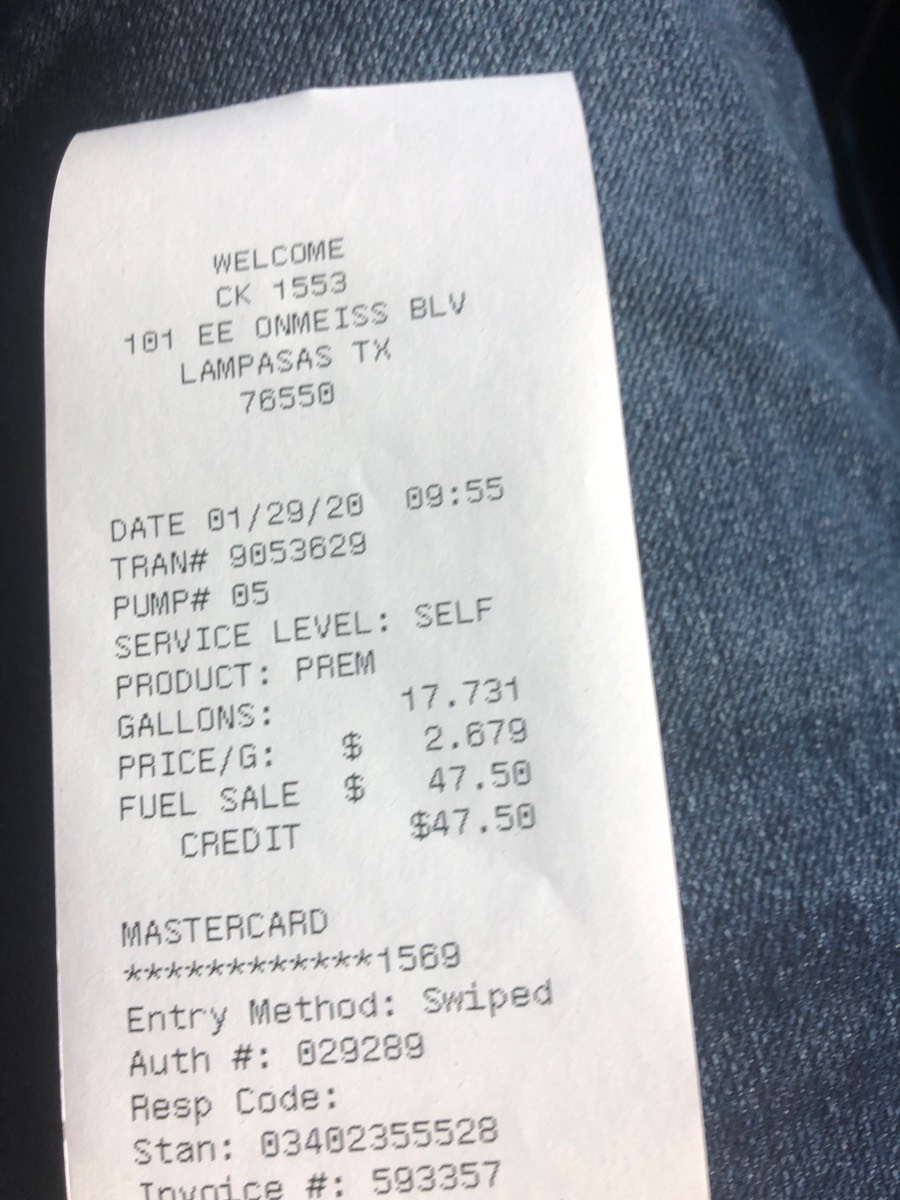 WELCOME
CK 1553
101 EE ONMEISS BLV
LAMPASAS TX
76550
DATE 01/29/20 09:55
TRAN# 9053629
PUMP# 05
SERVICE LEVEL: SELF
PRODUCT: PREM
GALLONS: 17.731
PRICE/G: $ 2.679
FUEL SALE $ 47.50
CREDIT $47.50
MASTERCARD
************1569
Entry Method: Swiped
Auth #: 029289
Resp Code:
Stan: 03402355528
Invoice #: 593357